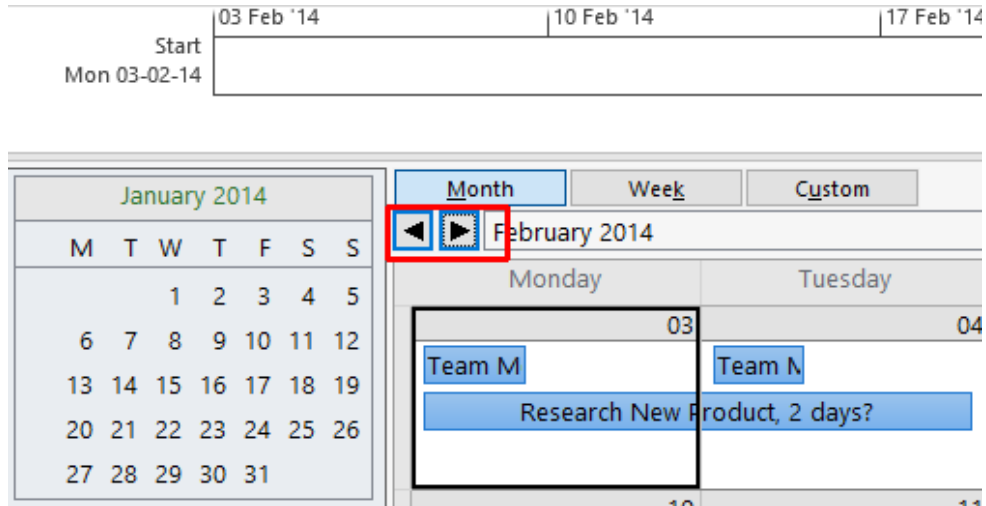 03 Feb '14 10 Feb '14 17 Feb '14
Start
Mon 03-02-14
January 2014
M T W T F S S
1 2 3 4 5
6 7 8 9 10 11 12
13 14 15 16 17 18 19
20 21 22 23 24 25 26
27 28 29 30 31
Month Week Custom
February 2014
Monday Tuesday
03 04
Team M Team M
Research New Product, 2 days?
10 11